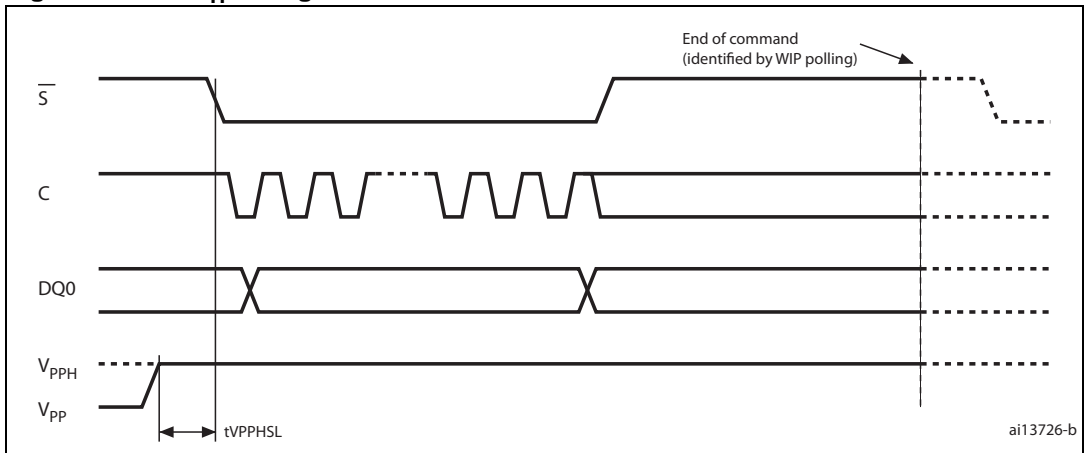 End of command
(identified by WIP polling)
S
C
DQ0
VPPH
VPP
tVPPHSL
ai13726-b